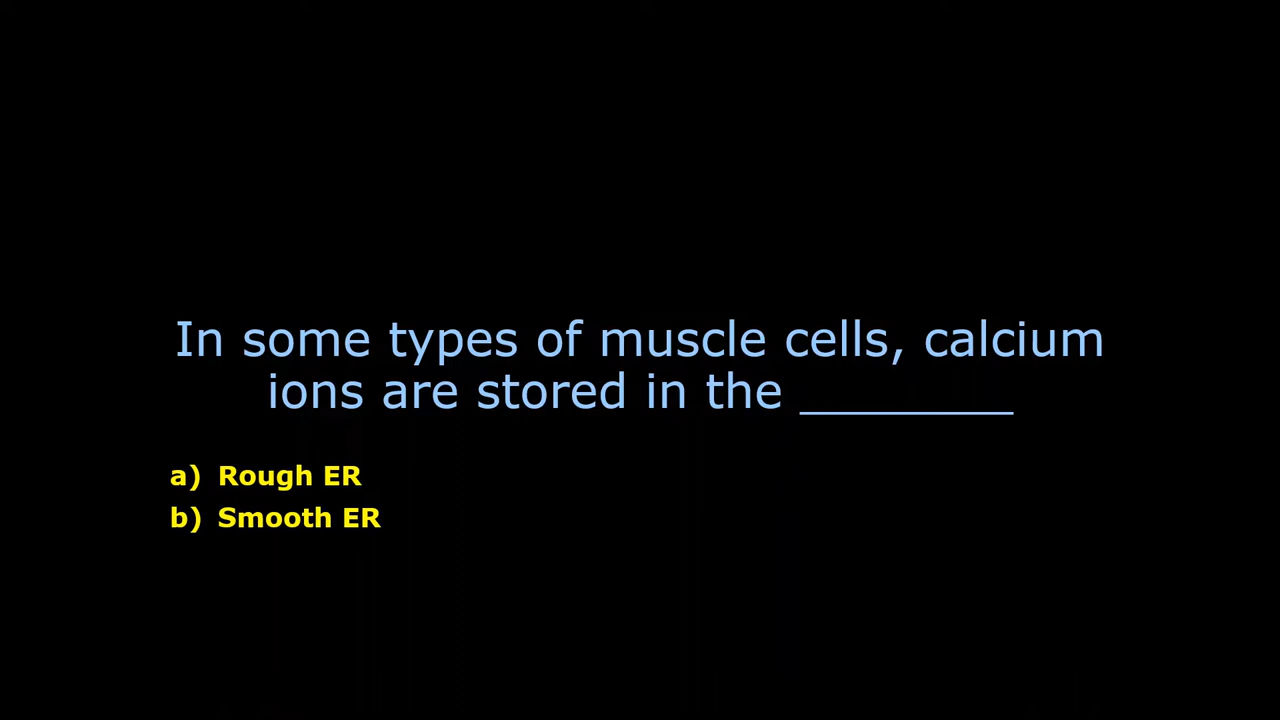 In some types of muscle cells, calcium
ions are stored in the ________
a) Rough ER
b) Smooth ER